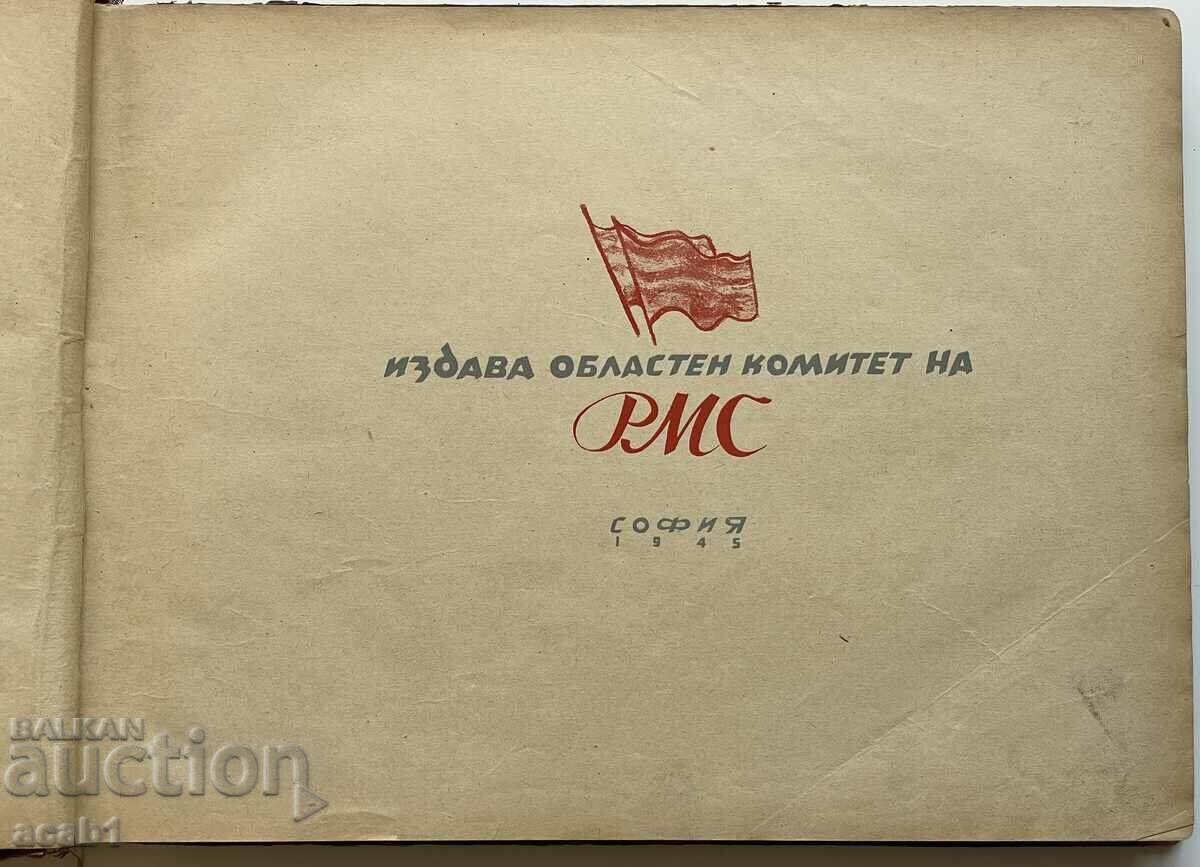 ИЗДАВА ОБЛАСТЕН КОМИТЕТ НА
РМС
СОФИЯ
1945
BALKAN
auction
acab1